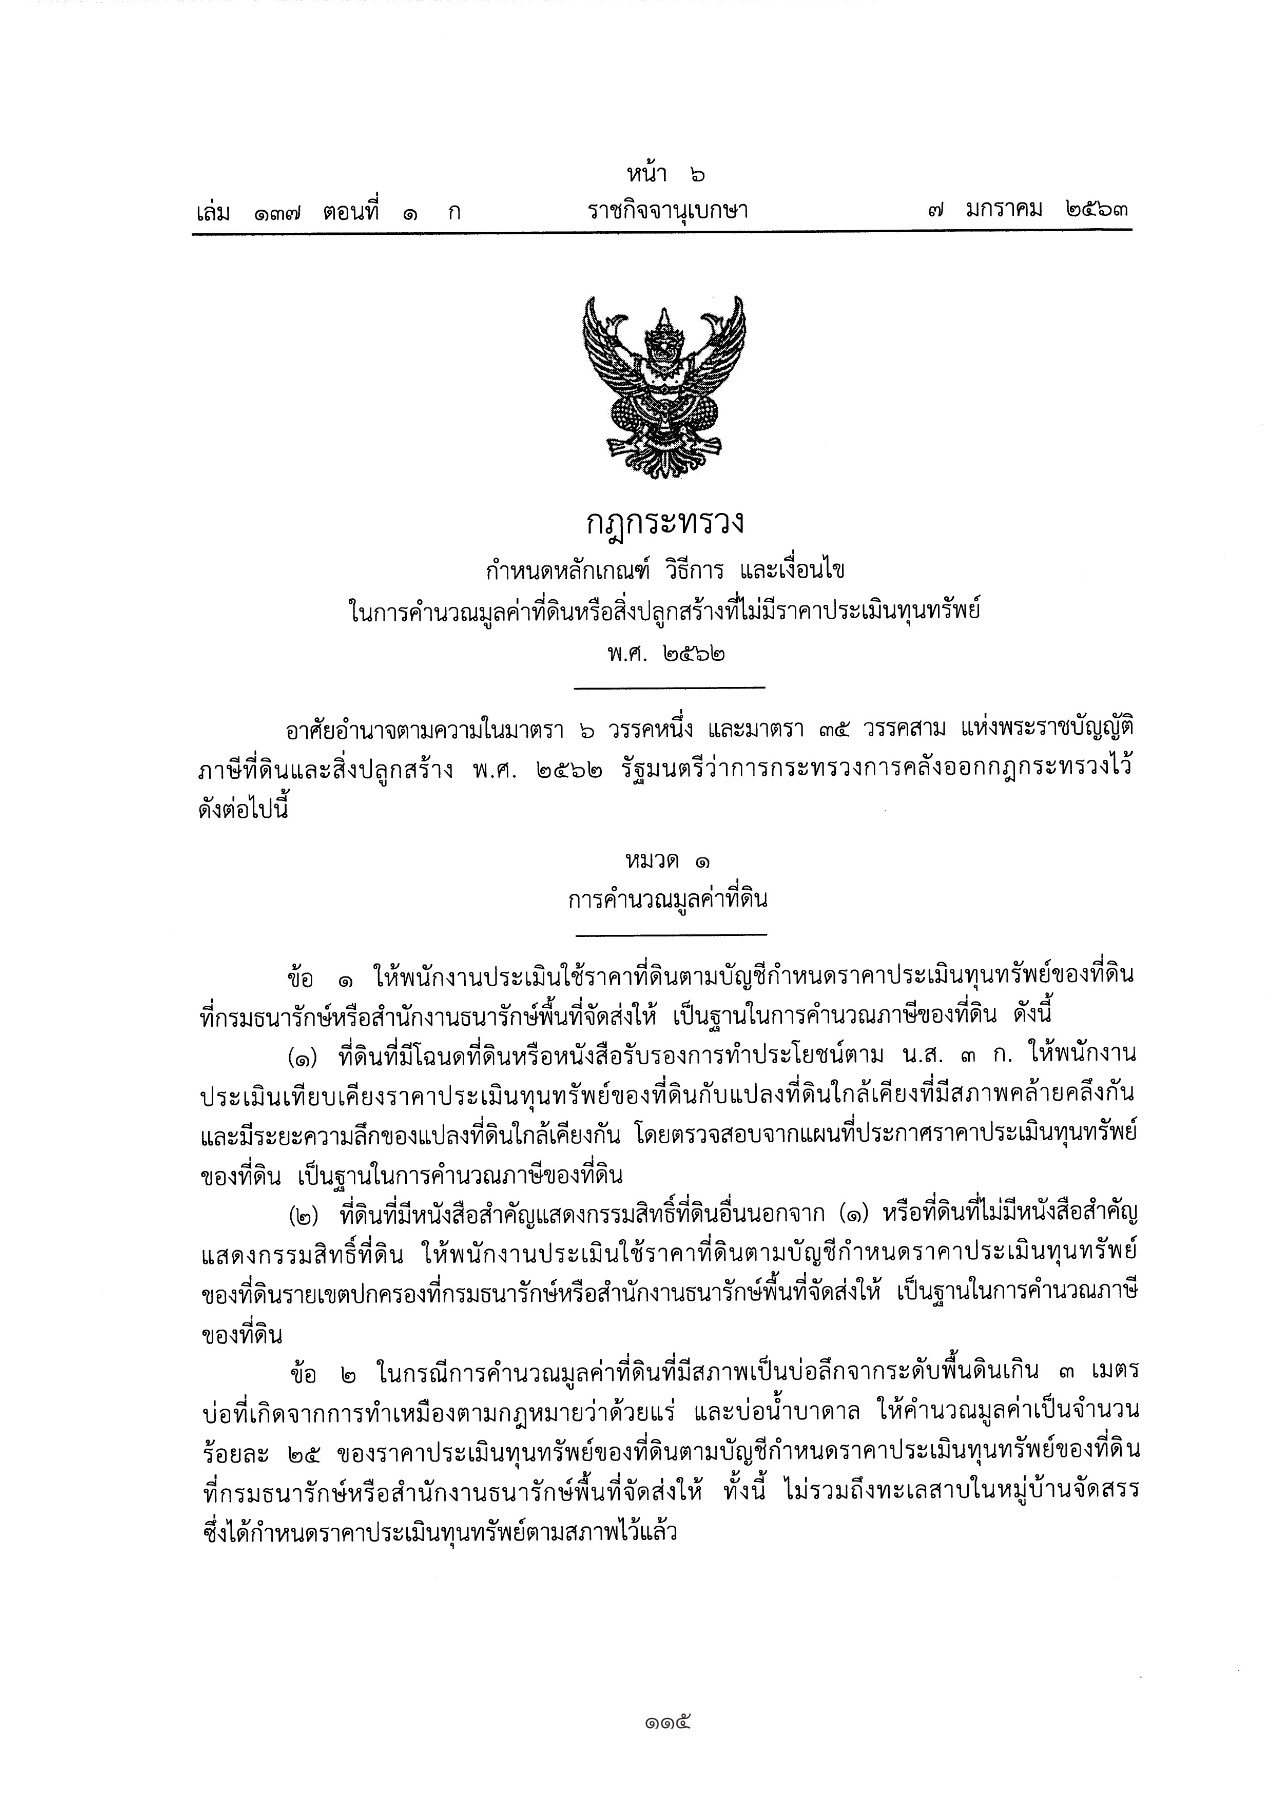 หน้า ๖
เล่ม ๑๓๗ ตอนที่ ๑ ก ราชกิจจานุเบกษา ๗ มกราคม ๒๕๖๓
กฎกระทรวง
กำหนดหลักเกณฑ์ วิธีการ และเงื่อนไข
ในการคำนวณมูลค่าที่ดินหรือสิ่งปลูกสร้างที่ไม่มีราคาประเมินทุนทรัพย์
พ.ศ. ๒๕๖๒
อาศัยอำนาจตามความในมาตรา ๖ วรรคหนึ่ง และมาตรา ๓๕ วรรคสาม แห่งพระราชบัญญัติ
ภาษีที่ดินและสิ่งปลูกสร้าง พ.ศ. ๒๕๖๒ รัฐมนตรีว่าการกระทรวงการคลังออกกฎกระทรวงไว้
ดังต่อไปนี้
หมวด ๑
การคำนวณมูลค่าที่ดิน
ข้อ ๑ ให้พนักงานประเมินใช้ราคาที่ดินตามบัญชีกำหนดราคาประเมินทุนทรัพย์ของที่ดิน
ที่กรมธนารักษ์หรือสำนักงานธนารักษ์พื้นที่จัดส่งให้ เป็นฐานในการคำนวณภาษีของที่ดิน ดังนี้
(๑) ที่ดินที่มีโฉนดที่ดินหรือหนังสือรับรองการทำประโยชน์ตาม น.ส. ๓ ก. ให้พนักงาน
ประเมินเทียบเคียงราคาประเมินทุนทรัพย์ของที่ดินกับแปลงที่ดินใกล้เคียงที่มีสภาพคล้ายคลึงกัน
และมีระยะความลึกของแปลงที่ดินใกล้เคียงกัน โดยตรวจสอบจากแผนที่ประกาศราคาประเมินทุนทรัพย์
ของที่ดิน เป็นฐานในการคำนวณภาษีของที่ดิน
(๒) ที่ดินที่มีหนังสือสำคัญแสดงกรรมสิทธิ์ที่ดินอื่นนอกจาก (๑) หรือที่ดินที่ไม่มีหนังสือสำคัญ
แสดงกรรมสิทธิ์ที่ดิน ให้พนักงานประเมินใช้ราคาที่ดินตามบัญชีกำหนดราคาประเมินทุนทรัพย์
ของที่ดินรายเขตปกครองที่กรมธนารักษ์หรือสำนักงานธนารักษ์พื้นที่จัดส่งให้ เป็นฐานในการคำนวณภาษี
ของที่ดิน
ข้อ ๒ ในกรณีการคำนวณมูลค่าที่ดินที่มีสภาพเป็นบ่อลึกจากระดับพื้นดินเกิน ๓ เมตร
บ่อที่เกิดจากการทำเหมืองตามกฎหมายว่าด้วยแร่ และบ่อน้ำบาดาล ให้คำนวณมูลค่าเป็นจำนวน
ร้อยละ ๒๕ ของราคาประเมินทุนทรัพย์ของที่ดินตามบัญชีกำหนดราคาประเมินทุนทรัพย์ของที่ดิน
ที่กรมธนารักษ์หรือสำนักงานธนารักษ์พื้นที่จัดส่งให้ ทั้งนี้ ไม่รวมถึงทะเลสาบในหมู่บ้านจัดสรร
ซึ่งได้กำหนดราคาประเมินทุนทรัพย์ตามสภาพไว้แล้ว
๑๑๕